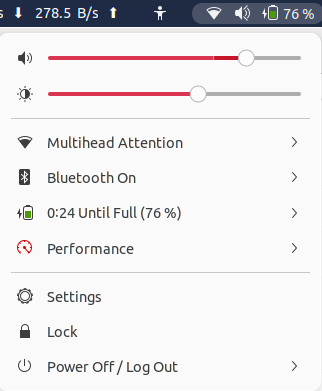 s 278.5 B/s 76 %
Multihead Attention
Bluetooth On
0:24 Until Full (76 %)
Performance
Settings
Lock
Power Off / Log Out